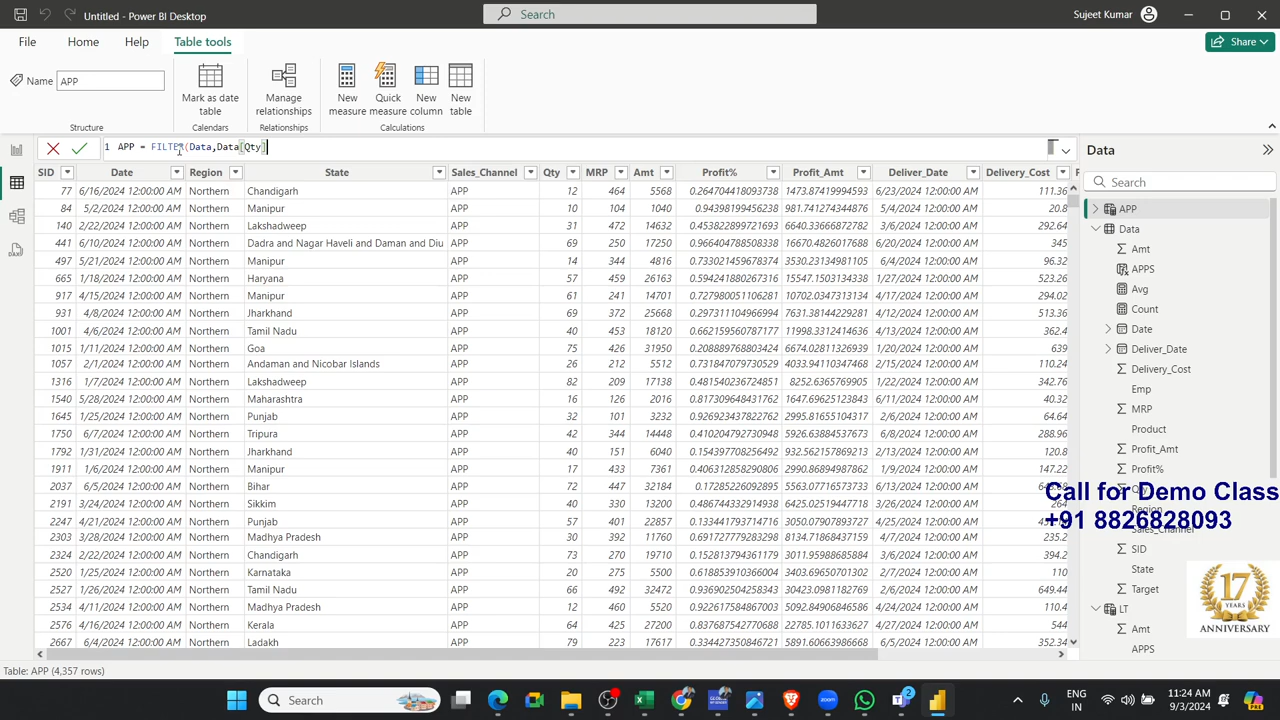 Untitled - Power BI Desktop
Search
Sujeet Kumar
File Home Help Table tools
Share
Name APP
Mark as date table
Manage relationships
New measure
Quick measure
New column
New table
Structure
Calendars
Relationships
Calculations
1 APP = FILTER(Data,Data[Qty]
SID Date Region State Sales_Channel Qty MRP Amt Profit% Profit_Amt Deliver_Date Delivery_Cost
77 6/16/2024 12:00:00 AM Northern Chandigarh APP 12 464 5568 0.264704418093738 1473.87419994593 6/23/2024 12:00:00 AM 111.36
84 5/2/2024 12:00:00 AM Northern Manipur APP 10 104 1040 0.94398199456238 981.741274344876 5/4/2024 12:00:00 AM 20.8
140 2/22/2024 12:00:00 AM Northern Lakshadweep APP 31 472 14632 0.453822899721693 6640.33666872782 3/6/2024 12:00:00 AM 292.64
441 6/10/2024 12:00:00 AM Northern Dadra and Nagar Haveli and Daman and Diu APP 69 250 17250 0.966404788508338 16670.4826017688 6/20/2024 12:00:00 AM 345
497 5/21/2024 12:00:00 AM Northern Manipur APP 14 344 4816 0.733021459678374 3530.23134981105 6/4/2024 12:00:00 AM 96.32
665 1/18/2024 12:00:00 AM Northern Haryana APP 57 459 26163 0.594241880267316 15547.1503134338 1/27/2024 12:00:00 AM 523.26
917 4/15/2024 12:00:00 AM Northern Manipur APP 61 241 14701 0.727980051106281 10702.0347313134 4/17/2024 12:00:00 AM 294.02
931 4/8/2024 12:00:00 AM Northern Jharkhand APP 69 372 25668 0.297311104966994 7631.38144229281 4/12/2024 12:00:00 AM 513.36
1001 4/6/2024 12:00:00 AM Northern Tamil Nadu APP 40 453 18120 0.662159560787177 11998.3312414636 4/13/2024 12:00:00 AM 362.4
1015 1/11/2024 12:00:00 AM Northern Goa APP 75 426 31950 0.208889768803424 6674.02811326939 1/20/2024 12:00:00 AM 639
1057 2/1/2024 12:00:00 AM Northern Andaman and Nicobar Islands APP 26 212 5512 0.731847079730529 4033.94110347468 2/15/2024 12:00:00 AM 110.24
1316 1/7/2024 12:00:00 AM Northern Lakshadweep APP 82 209 17138 0.481540236724651 8252.6365769905 1/22/2024 12:00:00 AM 342.76
1540 5/28/2024 12:00:00 AM Northern Maharashtra APP 16 126 2016 0.817309648431762 1647.69625123843 6/11/2024 12:00:00 AM 40.32
1645 1/25/2024 12:00:00 AM Northern Punjab APP 32 101 3232 0.926923437822762 2995.81655104313 2/6/2024 12:00:00 AM 64.64
1750 6/7/2024 12:00:00 AM Northern Tripura APP 42 344 14448 0.410204792730948 5926.63884637573 6/8/2024 12:00:00 AM 288.96
1792 1/31/2024 12:00:00 AM Northern Jharkhand APP 40 151 6040 0.154397708256492 932.562157869213 2/13/2024 12:00:00 AM 120.8
1911 1/6/2024 12:00:00 AM Northern Manipur APP 17 433 7361 0.406312858290806 2990.86894987862 1/9/2024 12:00:00 AM 147.22
2037 6/5/2024 12:00:00 AM Northern Bihar APP 72 447 32184 0.17285226092895 5563.07716573733 6/13/2024 12:00:00 AM
2191 3/24/2024 12:00:00 AM Northern Sikkim APP 40 330 13200 0.486744332914938 6425.02519447718 3/6/2024 12:00:00 AM 264
2247 4/21/2024 12:00:00 AM Northern Punjab APP 57 401 22857 0.133441793714716 3050.07907893727 4/25/2024 12:00:00 AM
2303 3/28/2024 12:00:00 AM Northern Madhya Pradesh APP 30 392 11760 0.691727779283298 8134.71868437159 4/7/2024 12:00:00 AM 235.2
2324 2/22/2024 12:00:00 AM Northern Chandigarh APP 73 270 19710 0.152813794361179 3011.95988685884 3/6/2024 12:00:00 AM 394.2
2520 1/25/2024 12:00:00 AM Northern Karnataka APP 20 275 5500 0.618853910366004 3403.69650701302 2/7/2024 12:00:00 AM 110
2527 1/26/2024 12:00:00 AM Northern Tamil Nadu APP 66 492 32472 0.936902504258343 30423.0981182769 2/8/2024 12:00:00 AM 649.44
2534 4/11/2024 12:00:00 AM Northern Madhya Pradesh APP 12 460 5520 0.922617584867003 5092.84906846586 4/24/2024 12:00:00 AM 110.4
2576 4/16/2024 12:00:00 AM Northern Kerala APP 64 425 27200 0.837687542770688 22785.1011633627 4/23/2024 12:00:00 AM 544
2667 6/4/2024 12:00:00 AM Northern Ladakh APP 79 223 17617 0.334427350846721 5891.60663986668 6/5/2024 12:00:00 AM 352.34
Table: APP (4,357 rows)
Data
Search
APP
Data
Amt
APPS
Avg
Count
Date
Deliver_Date
Delivery_Cost
Emp
MRP
Product
Profit_Amt
Profit%
Call for Demo Class
+91 8826828093
SID
State
Target
LT
Amt
APPS
17
YEARS
ANNIVERSARY
Search
ENG
IN
11:24 AM
9/3/2024